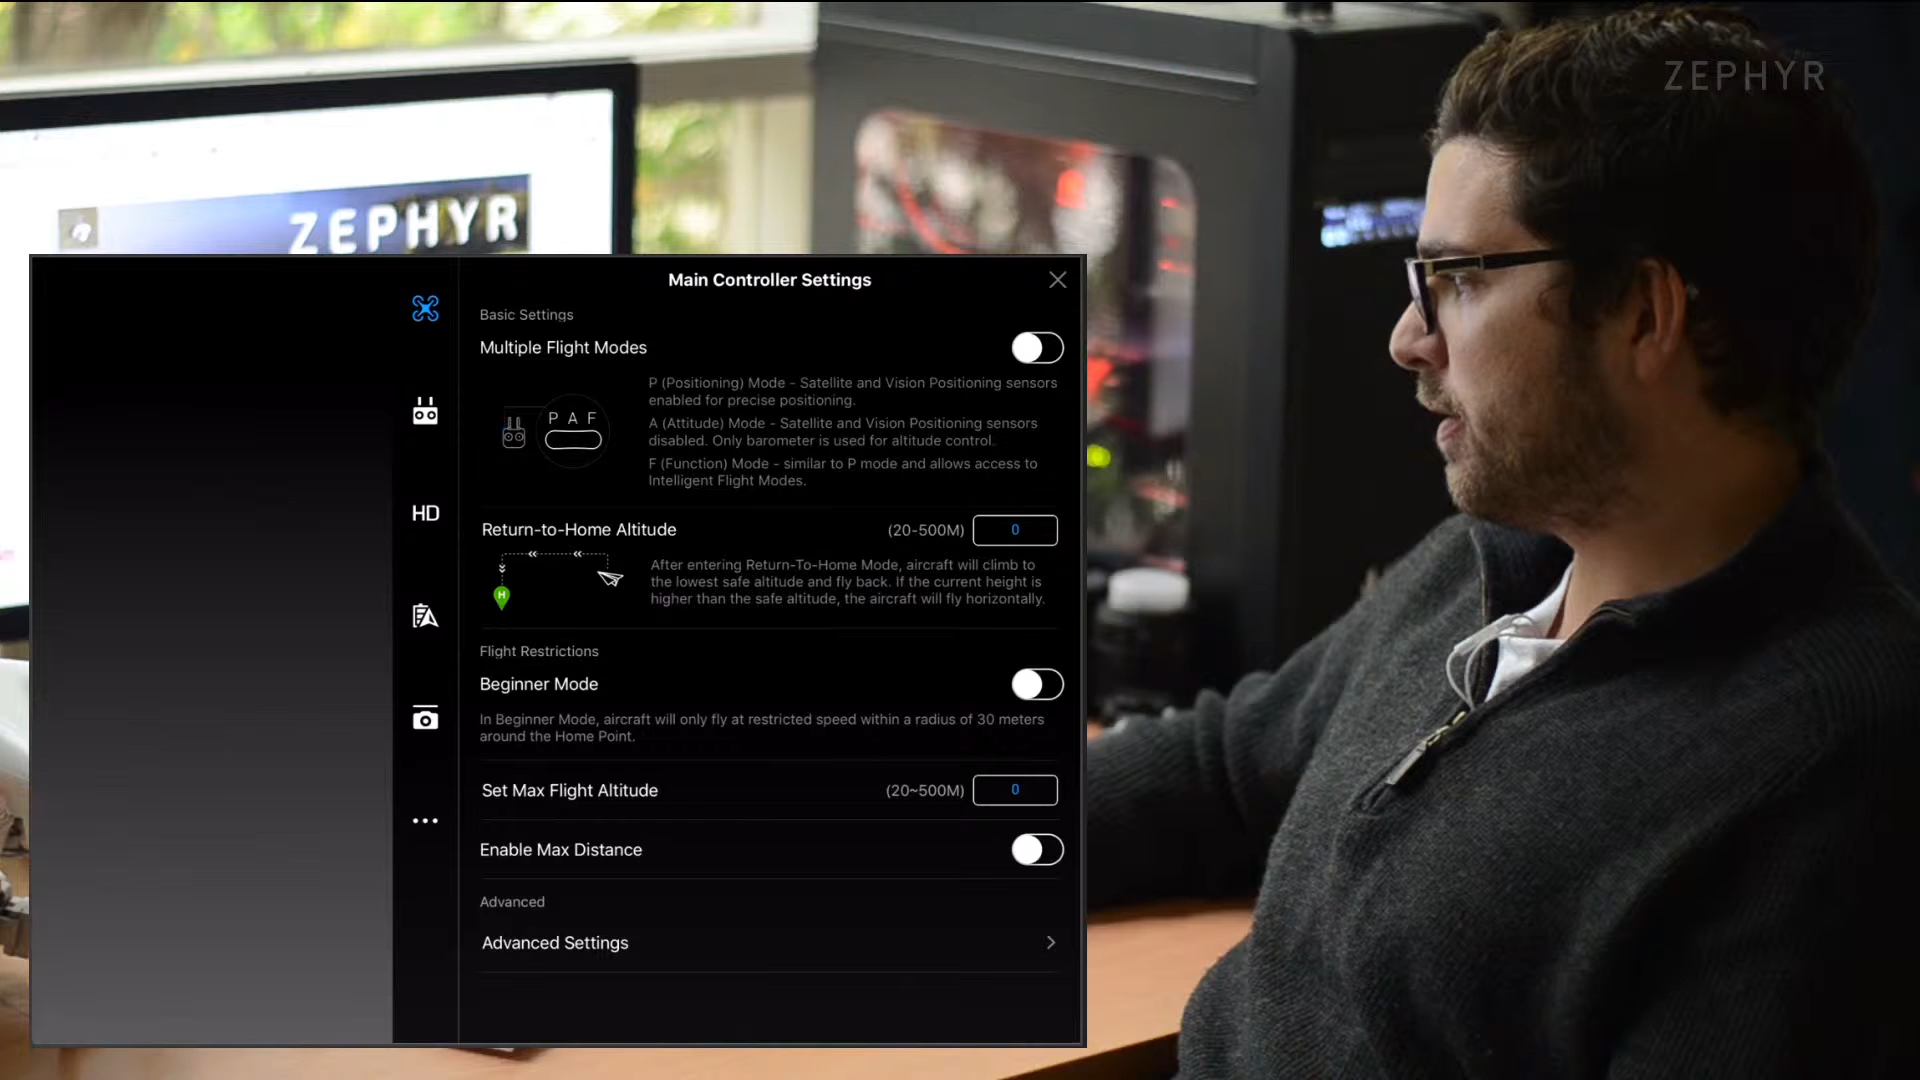 ZEPHYR
ZEPHYR
Main Controller Settings
Basic Settings
Multiple Flight Modes
P (Positioning) Mode - Satellite and Vision Positioning sensors
enabled for precise positioning.
P A F
A (Attitude) Mode - Satellite and Vision Positioning sensors
disabled. Only barometer is used for altitude control.
F (Function) Mode - similar to P mode and allows access to
Intelligent Flight Modes.
HD
Return-to-Home Altitude (20-500M) 0
After entering Return-To-Home Mode, aircraft will climb to
the lowest safe altitude and fly back. If the current height is
higher than the safe altitude, the aircraft will fly horizontally.
H
Flight Restrictions
Beginner Mode
In Beginner Mode, aircraft will only fly at restricted speed within a radius of 30 meters
around the Home Point.
Set Max Flight Altitude (20~500M) 0
Enable Max Distance
Advanced
Advanced Settings